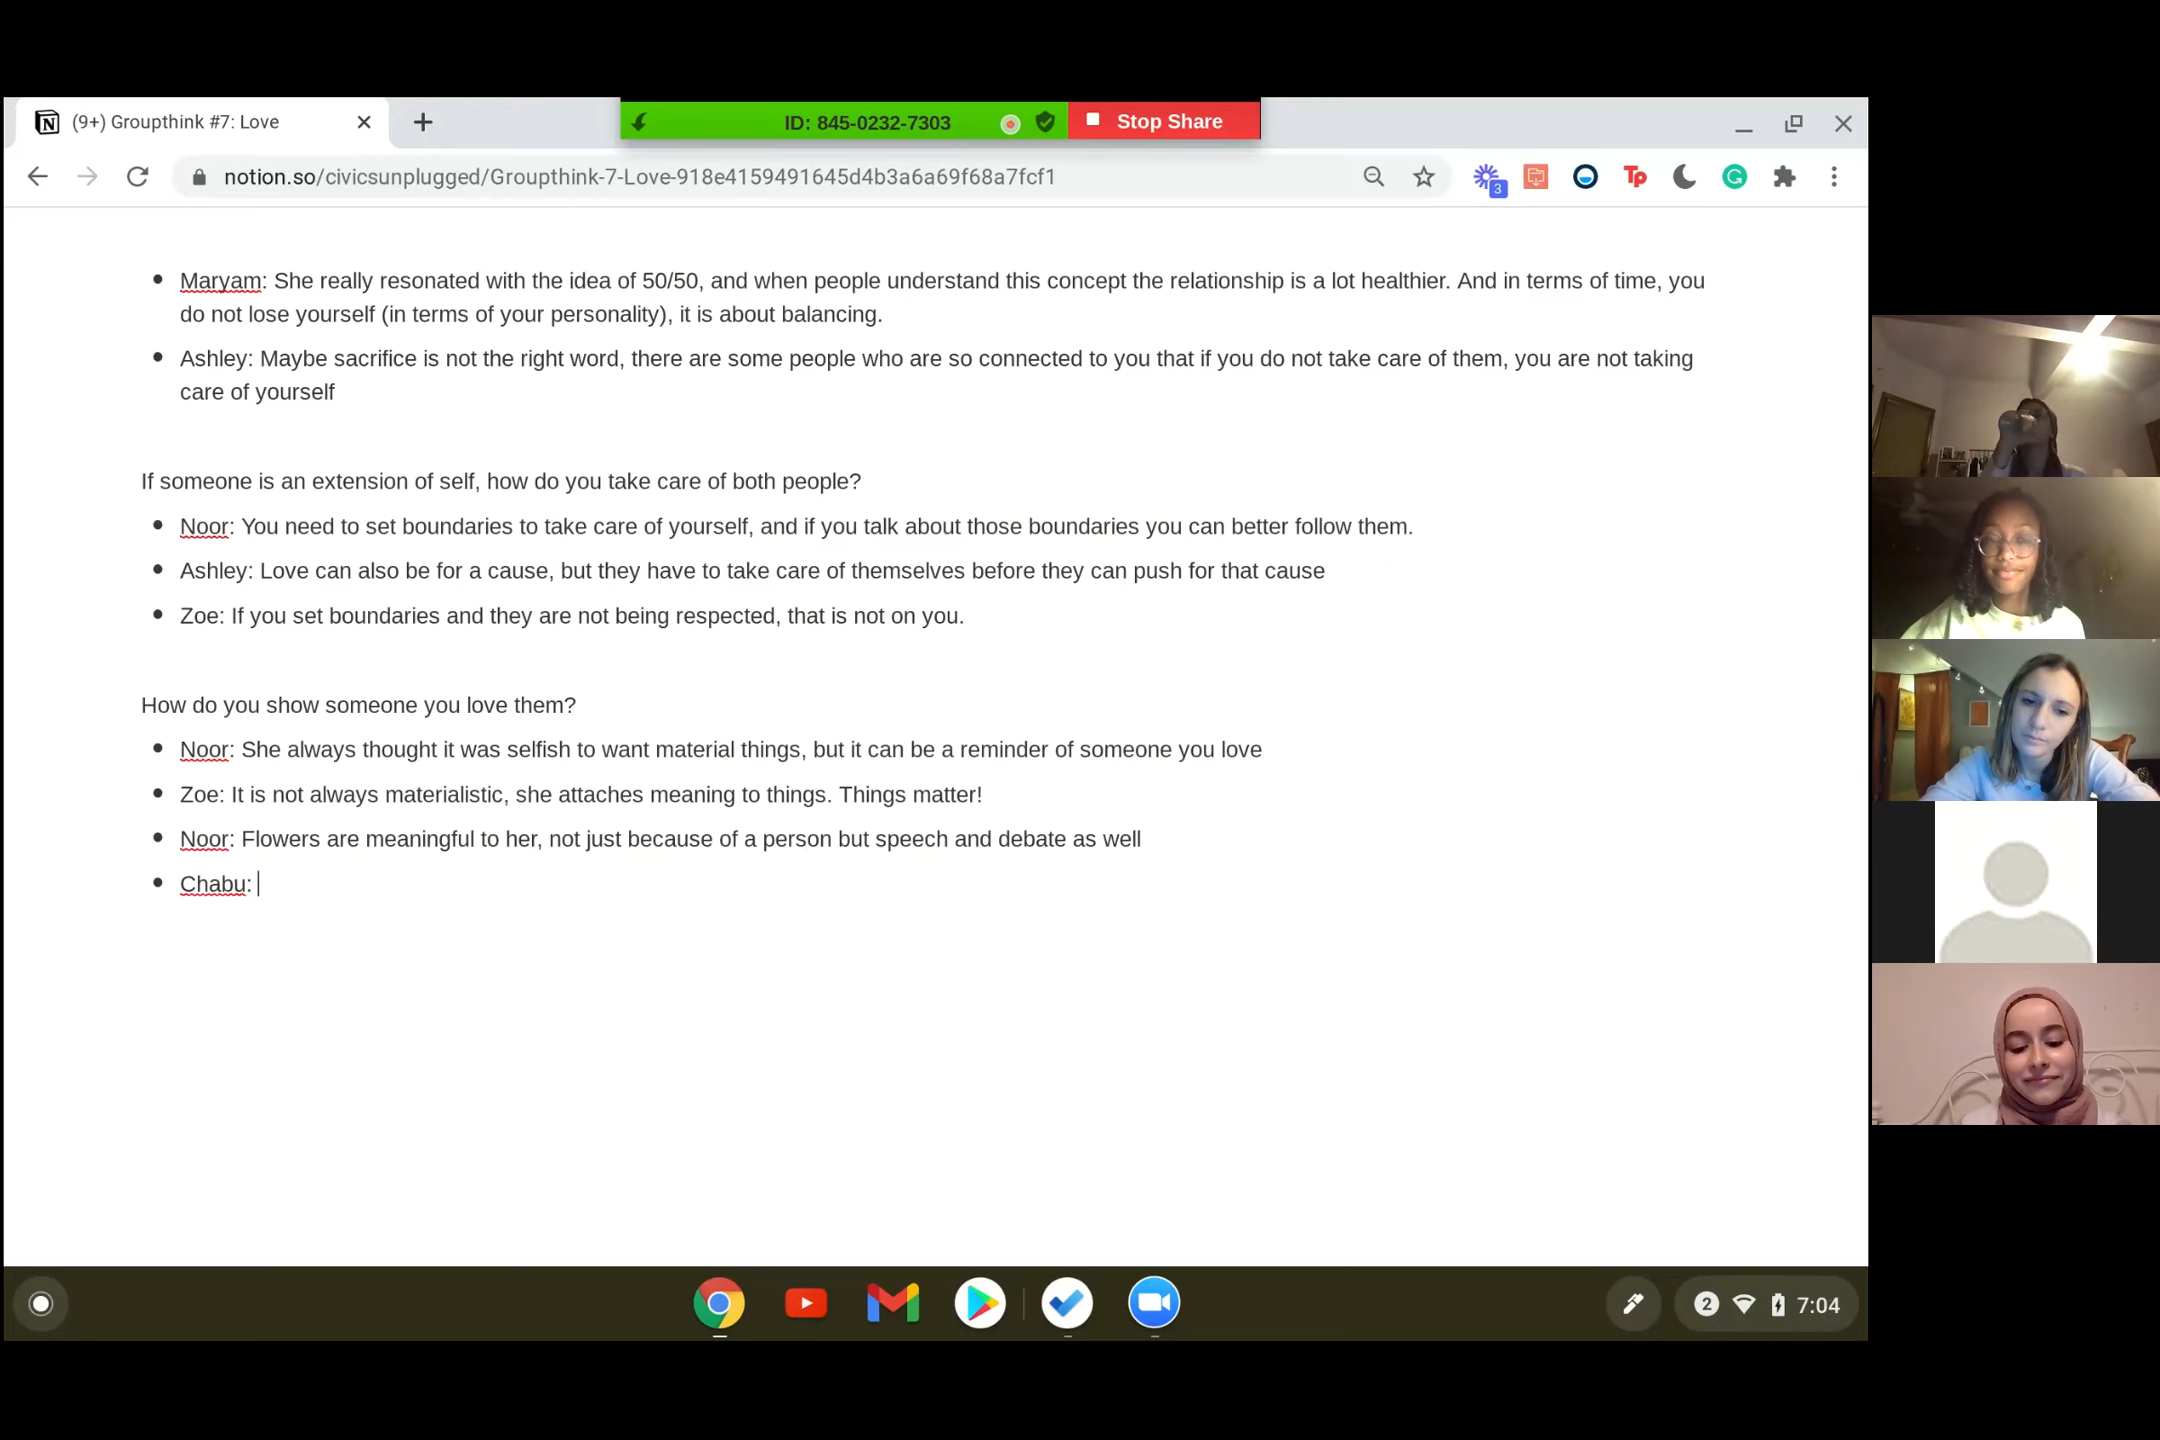 (9+) Groupthink #7: Love
ID: 845-0232-7303
Stop Share
notion.so/civicsunplugged/Groupthink-7-Love-918e4159491645d4b3a6a69f68a7fcf1
3
Tp
Maryam: She really resonated with the idea of 50/50, and when people understand this concept the relationship is a lot healthier. And in terms of time, you
do not lose yourself (in terms of your personality), it is about balancing.
Ashley: Maybe sacrifice is not the right word, there are some people who are so connected to you that if you do not take care of them, you are not taking
care of yourself
If someone is an extension of self, how do you take care of both people?
Noor: You need to set boundaries to take care of yourself, and if you talk about those boundaries you can better follow them.
Ashley: Love can also be for a cause, but they have to take care of themselves before they can push for that cause
Zoe: If you set boundaries and they are not being respected, that is not on you.
How do you show someone you love them?
Noor: She always thought it was selfish to want material things, but it can be a reminder of someone you love
Zoe: It is not always materialistic, she attaches meaning to things. Things matter!
Noor: Flowers are meaningful to her, not just because of a person but speech and debate as well
Chabu:
2
7:04